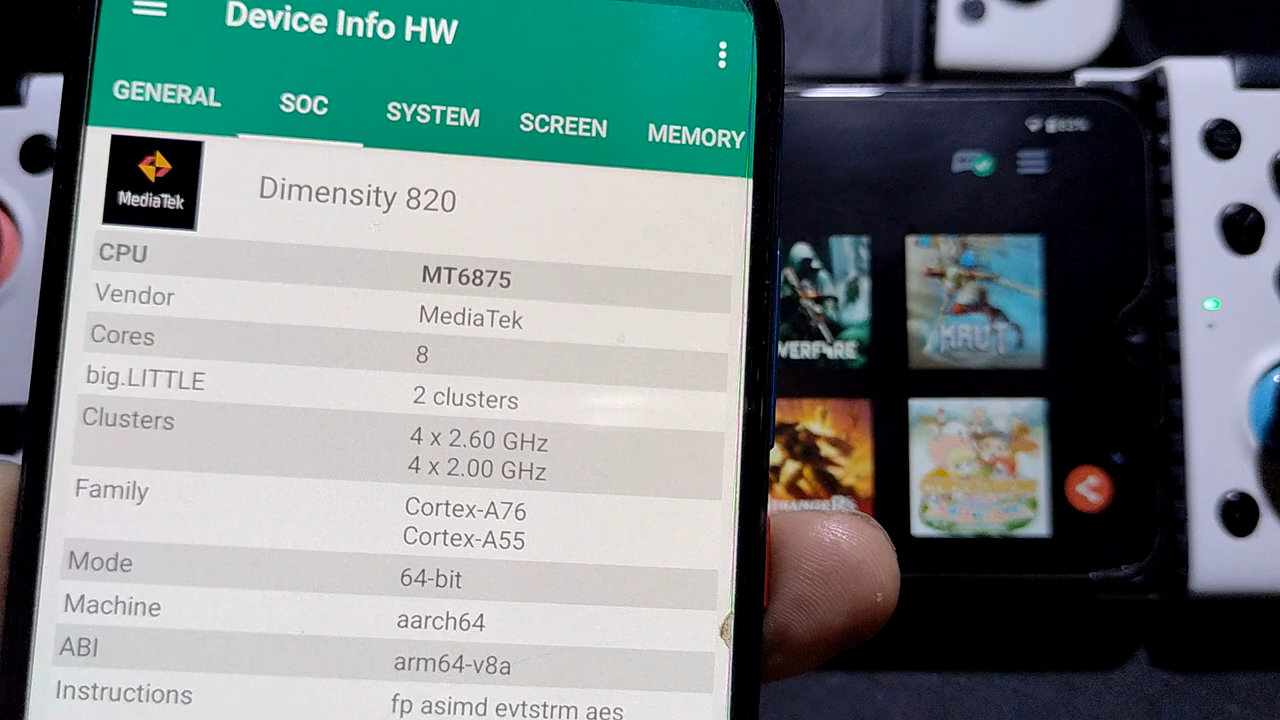 Device Info HW
GENERAL SOC SYSTEM SCREEN MEMORY
MediaTek
Dimensity 820
CPU MT6875
Vendor MediaTek
Cores 8
big.LITTLE 2 clusters
Clusters 4 x 2.60 GHz
4 x 2.00 GHz
Family Cortex-A76
Cortex-A55
Mode 64-bit
Machine aarch64
ABI arm64-v8a
Instructions fp asimd evtstrm aes
KRUT